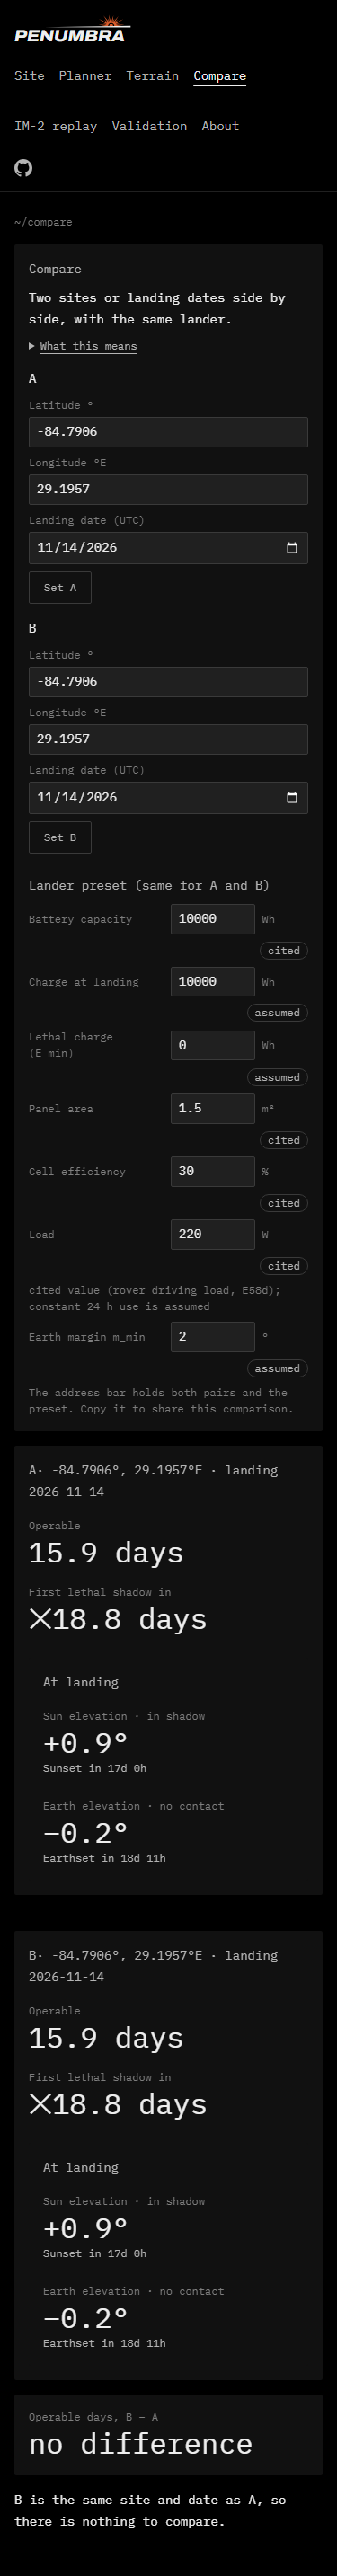 PENUMBRA
Site Planner Terrain Compare
IM-2 replay Validation About
~/compare
Compare
Two sites or landing dates side by
side, with the same lander.
▶ What this means
A
Latitude °
-84.7906
Longitude °E
29.1957
Landing date (UTC)
11/14/2026
Set A
B
Latitude °
-84.7906
Longitude °E
29.1957
Landing date (UTC)
11/14/2026
Set B
Lander preset (same for A and B)
Battery capacity 10000 Wh
cited
Charge at landing 10000 Wh
assumed
Lethal charge
(E_min) 0 Wh
assumed
Panel area 1.5 m²
cited
Cell efficiency 30 %
cited
Load 220 W
cited
cited value (rover driving load, E58d);
constant 24 h use is assumed
Earth margin m_min 2 °
assumed
The address bar holds both pairs and the
preset. Copy it to share this comparison.
A· -84.7906°, 29.1957°E · landing
2026-11-14
Operable
15.9 days
First lethal shadow in
╳18.8 days
At landing
Sun elevation · in shadow
+0.9°
Sunset in 17d 0h
Earth elevation · no contact
−0.2°
Earthset in 18d 11h
B· -84.7906°, 29.1957°E · landing
2026-11-14
Operable
15.9 days
First lethal shadow in
╳18.8 days
At landing
Sun elevation · in shadow
+0.9°
Sunset in 17d 0h
Earth elevation · no contact
−0.2°
Earthset in 18d 11h
Operable days, B − A
no difference
B is the same site and date as A, so
there is nothing to compare.